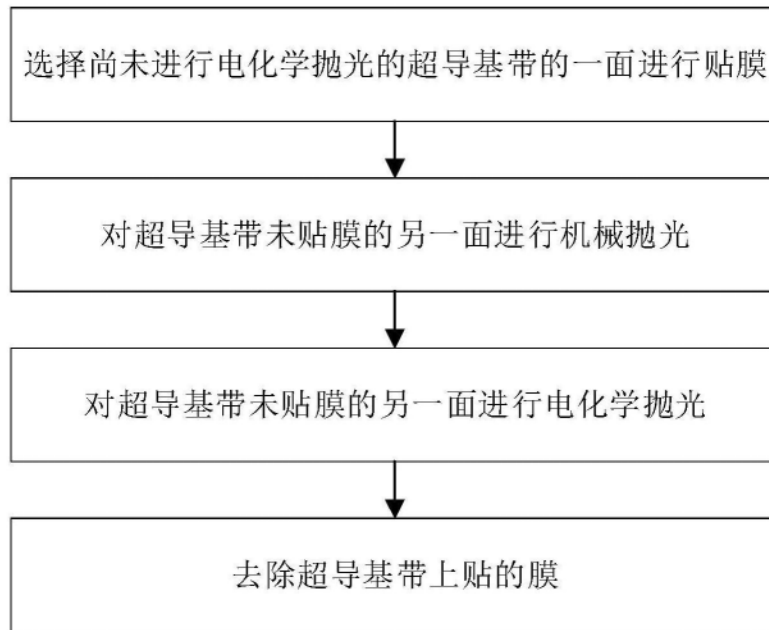 选择尚未进行电化学抛光的超导基带的一面进行贴膜
对超导基带未贴膜的另一面进行机械抛光
对超导基带未贴膜的另一面进行电化学抛光
去除超导基带上贴的膜